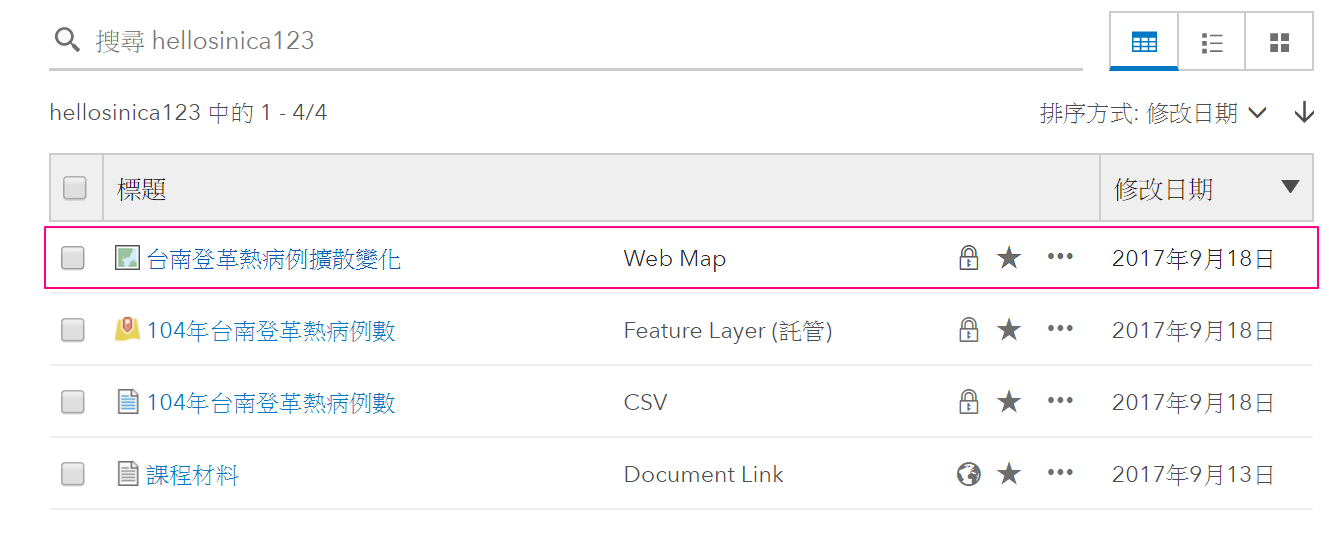 搜尋 hellosinica123
hellosinica123 中的 1 - 4/4 排序方式: 修改日期
標題 修改日期
台南登革熱病例擴散變化 Web Map 2017年9月18日
104年台南登革熱病例數 Feature Layer (託管) 2017年9月18日
104年台南登革熱病例數 CSV 2017年9月18日
課程材料 Document Link 2017年9月13日